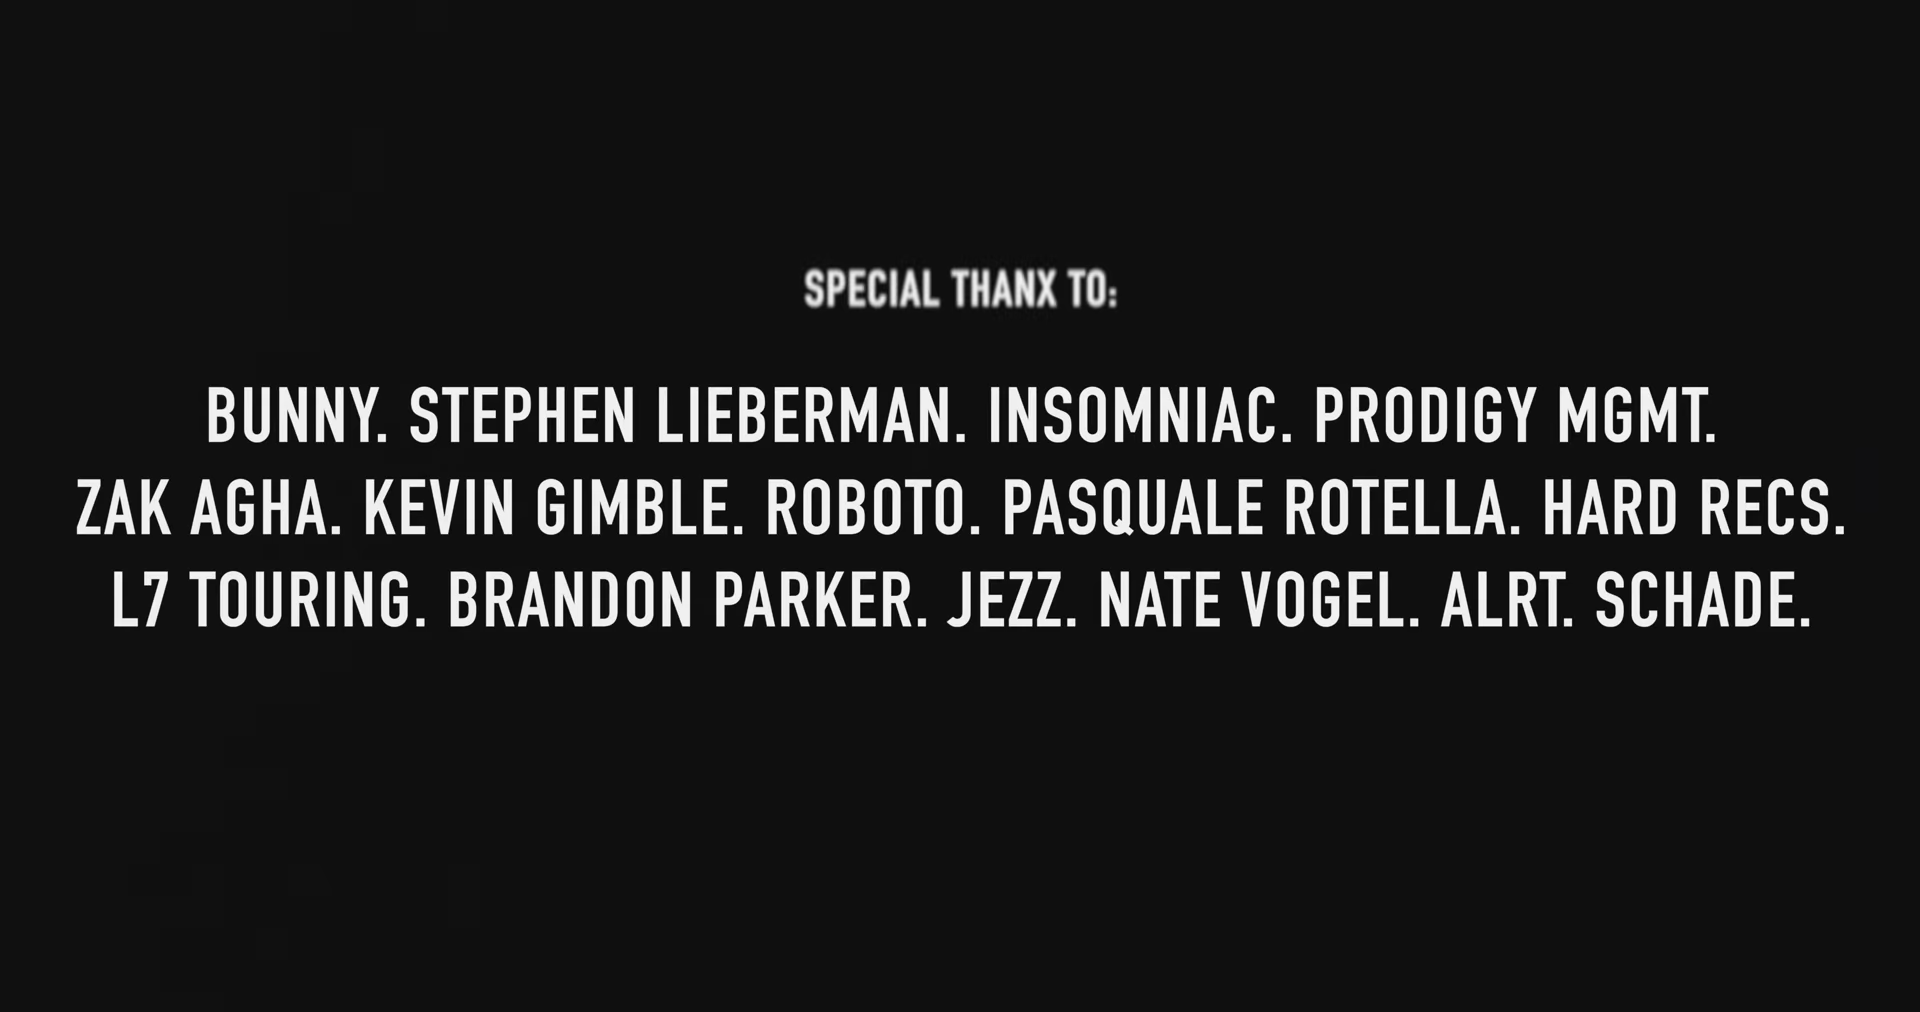 SPECIAL THANX TO:
BUNNY. STEPHEN LIEBERMAN. INSOMNIAC. PRODIGY MGMT.
ZAK AGHA. KEVIN GIMBLE. ROBOTO. PASQUALE ROTELLA. HARD RECS.
L7 TOURING. BRANDON PARKER. JEZZ. NATE VOGEL. ALRT. SCHADE.